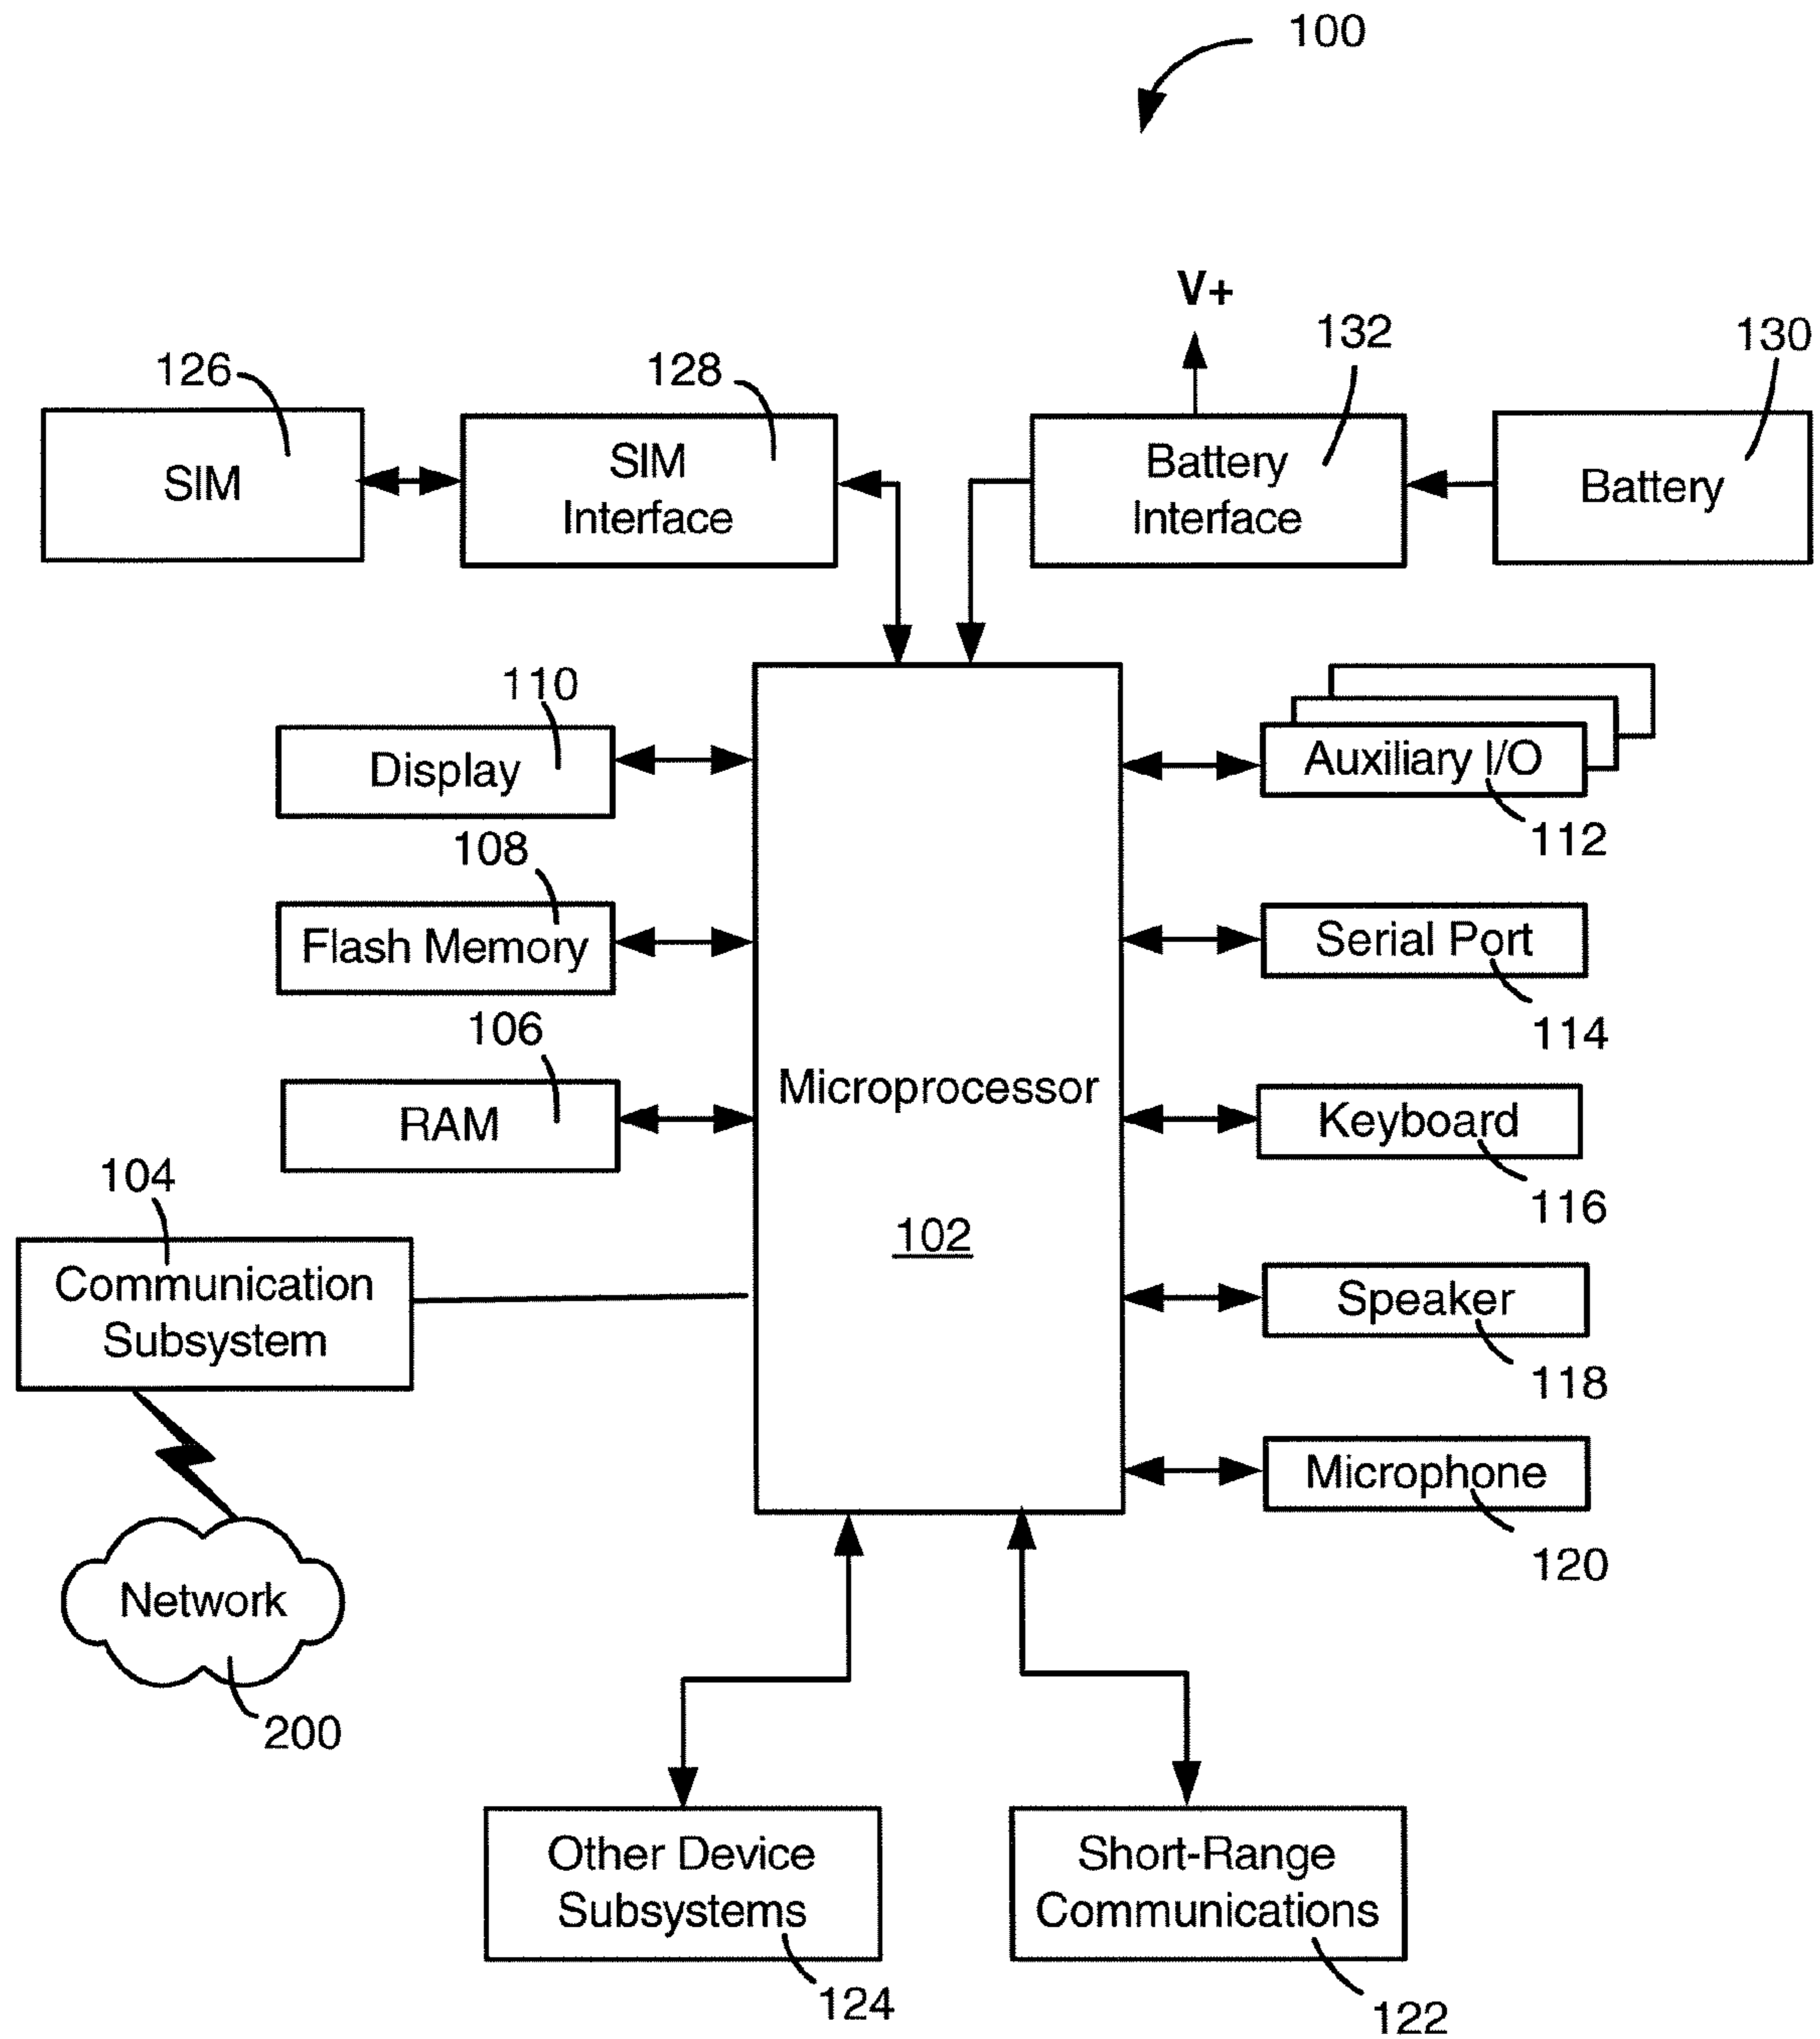 100
V+
132
130
126
128
SIM
SIM
Interface
Battery
Interface
Battery
110
Display
Auxiliary I/O
112
108
Flash Memory
Serial Port
114
106
RAM
Microprocessor
102
Keyboard
116
104
Communication
Subsystem
Speaker
118
Microphone
120
Network
200
Other Device
Subsystems
124
Short-Range
Communications
122